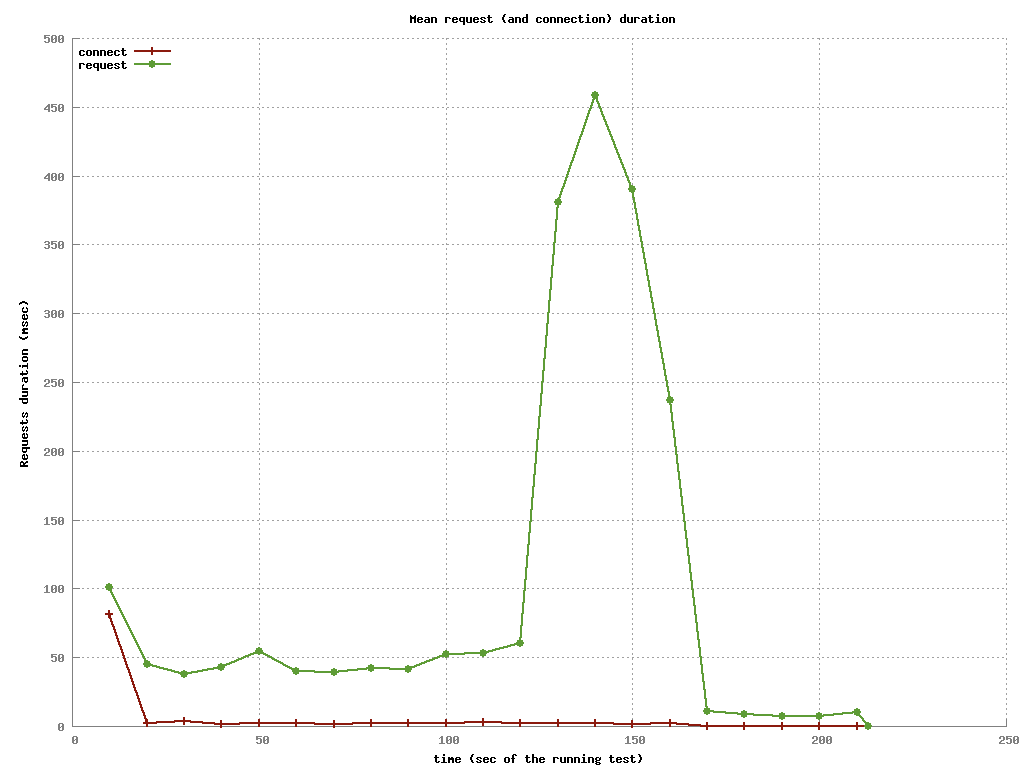 Mean request (and connection) duration
500
connect
request
450
400
350
300
Requests duration (msec)
250
200
150
100
50
0
0 50 100 150 200 250
time (sec of the running test)